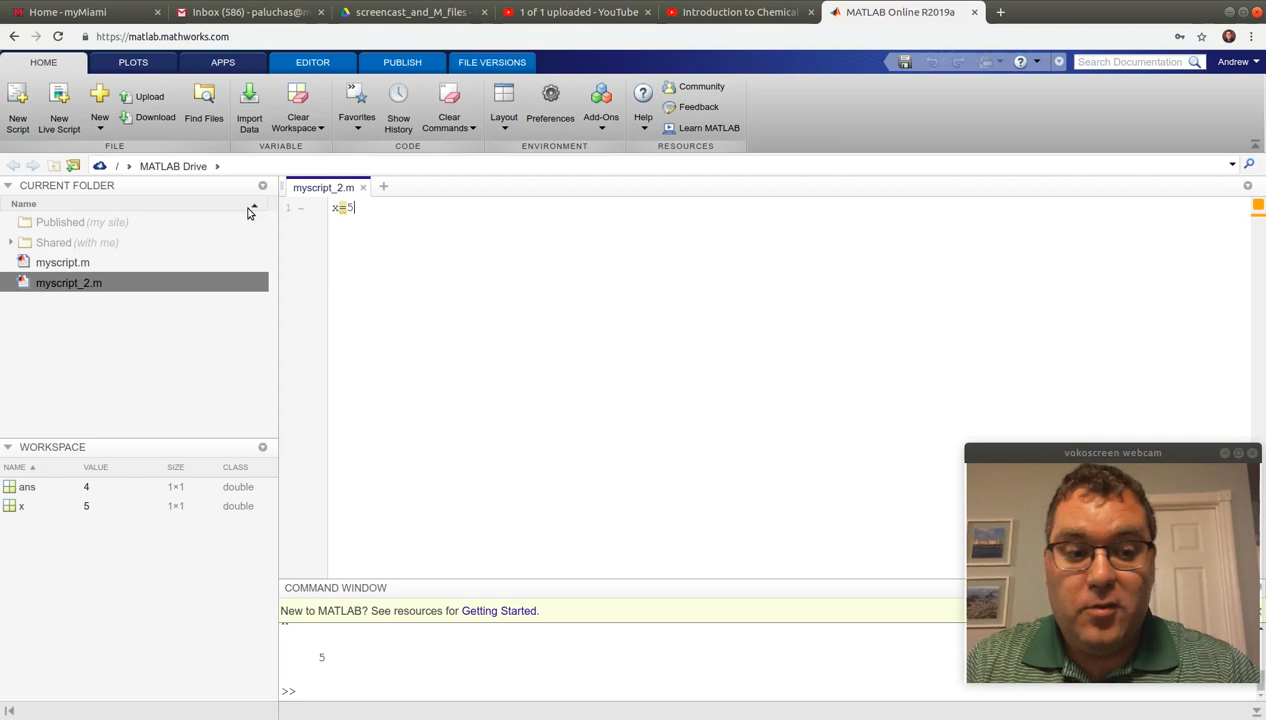 Home - myMiami
Inbox (586) - paluchas@
screencast_and_M_files -
1 of 1 uploaded - YouTube
Introduction to Chemical
MATLAB Online R2019a
https://matlab.mathworks.com
HOME
PLOTS
APPS
EDITOR
PUBLISH
FILE VERSIONS
Search Documentation
Andrew
New Script
New Live Script
New
Upload
Download
Find Files
Import Data
Clear Workspace
Favorites
Show History
Clear Commands
Layout
Preferences
Add-Ons
Help
Community
Feedback
Learn MATLAB
FILE
VARIABLE
CODE
ENVIRONMENT
RESOURCES
/ MATLAB Drive
CURRENT FOLDER
Name
Published (my site)
Shared (with me)
myscript.m
myscript_2.m
myscript_2.m
1 – x=5
WORKSPACE
NAME VALUE SIZE CLASS
ans 4 1×1 double
x 5 1×1 double
COMMAND WINDOW
New to MATLAB? See resources for Getting Started.
5
>>
vokoscreen webcam